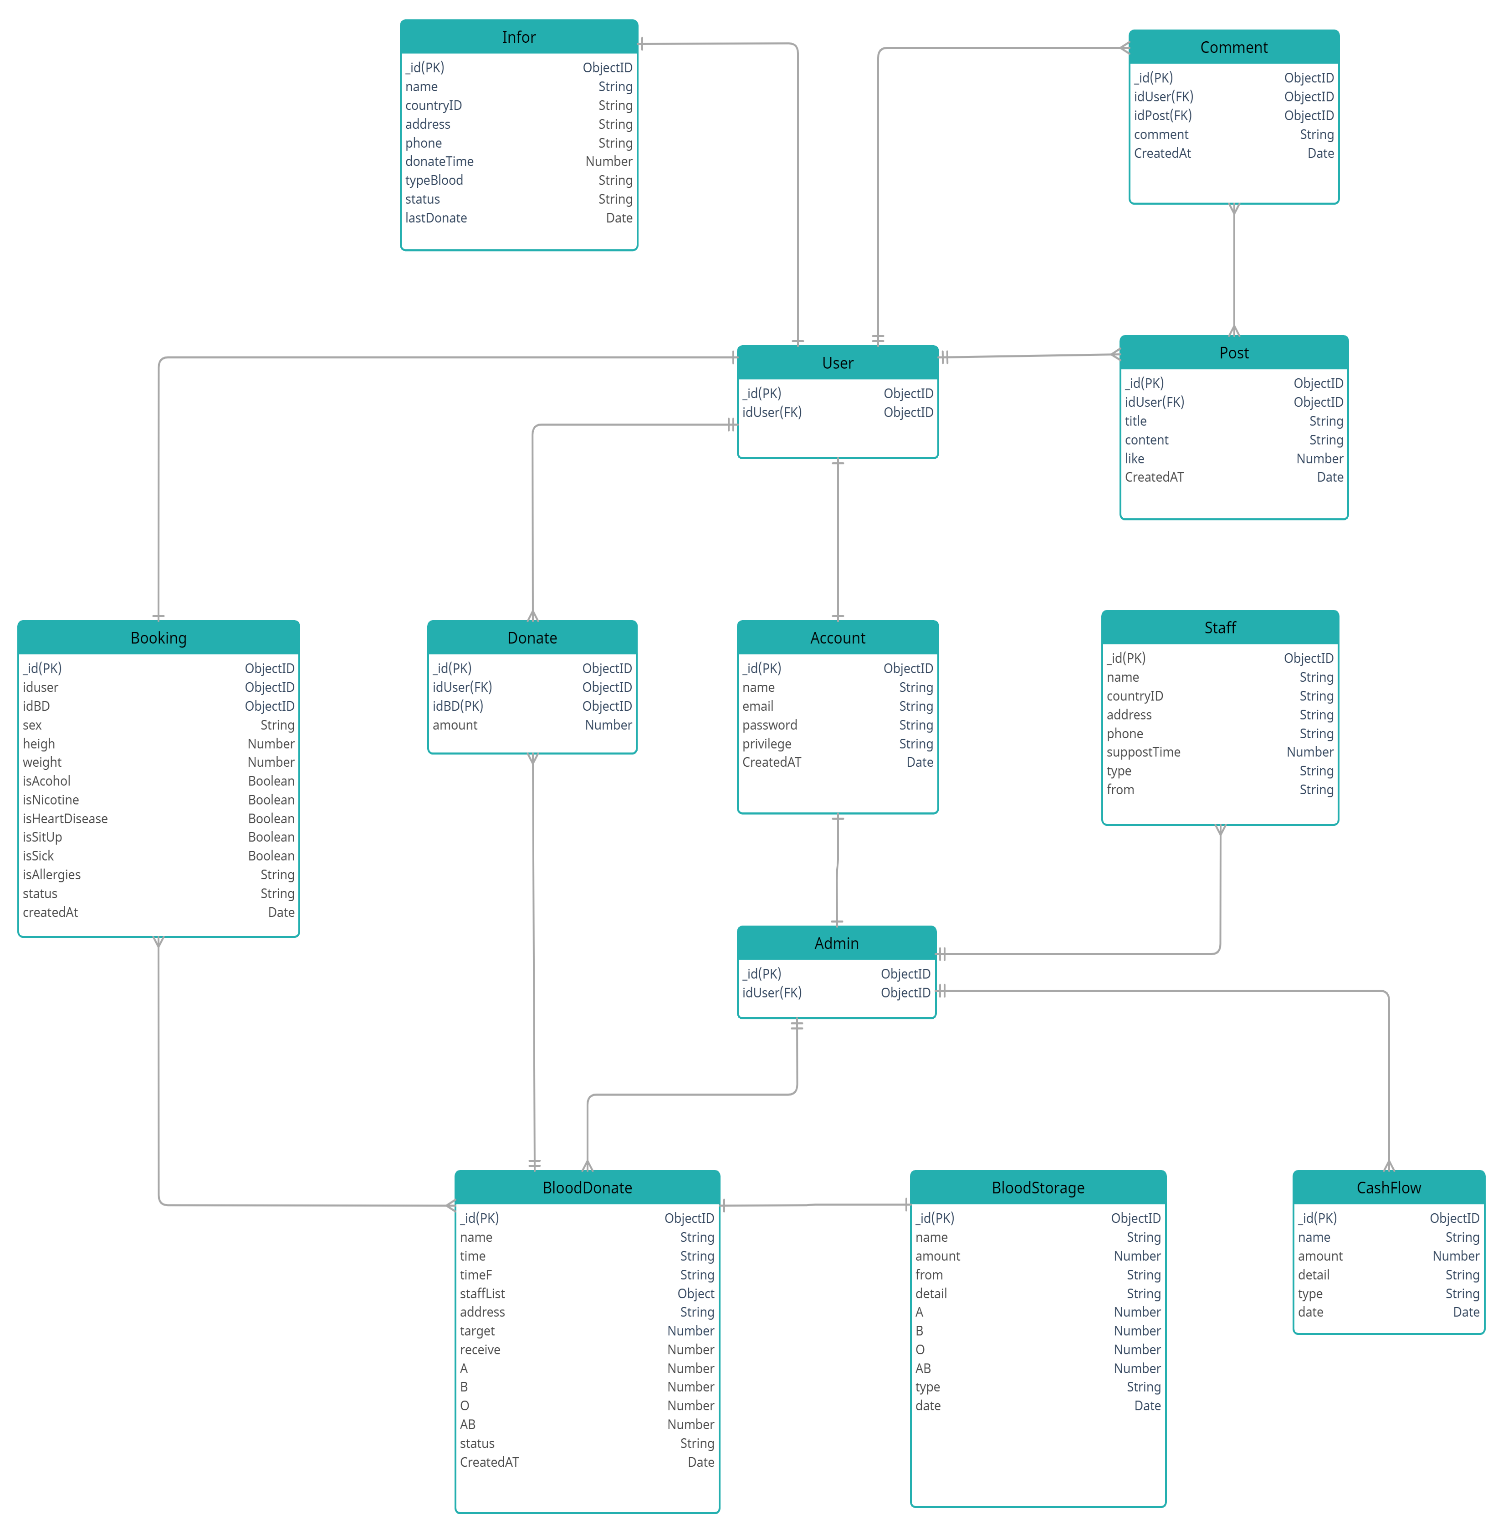 Infor
_id(PK) ObjectID
name String
countryID String
address String
phone String
donateTime Number
typeBlood String
status String
lastDonate Date
Comment
_id(PK) ObjectID
idUser(FK) ObjectID
idPost(FK) ObjectID
comment String
CreatedAt Date
User
_id(PK) ObjectID
idUser(FK) ObjectID
Post
_id(PK) ObjectID
idUser(FK) ObjectID
title String
content String
like Number
CreatedAT Date
Booking
_id(PK) ObjectID
iduser ObjectID
idBD ObjectID
sex String
heigh Number
weight Number
isAcohol Boolean
isNicotine Boolean
isHeartDisease Boolean
isSitUp Boolean
isSick Boolean
isAllergies String
status String
createdAt Date
Donate
_id(PK) ObjectID
idUser(FK) ObjectID
idBD(PK) ObjectID
amount Number
Account
_id(PK) ObjectID
name String
email String
password String
privilege String
CreatedAT Date
Staff
_id(PK) ObjectID
name String
countryID String
address String
phone String
suppostTime Number
type String
from String
Admin
_id(PK) ObjectID
idUser(FK) ObjectID
BloodDonate
_id(PK) ObjectID
name String
time String
timeF String
staffList Object
address String
target Number
receive Number
A Number
B Number
O Number
AB Number
status String
CreatedAT Date
BloodStorage
_id(PK) ObjectID
name String
amount Number
from String
detail String
A Number
B Number
O Number
AB Number
type String
date Date
CashFlow
_id(PK) ObjectID
name String
amount Number
detail String
type String
date Date